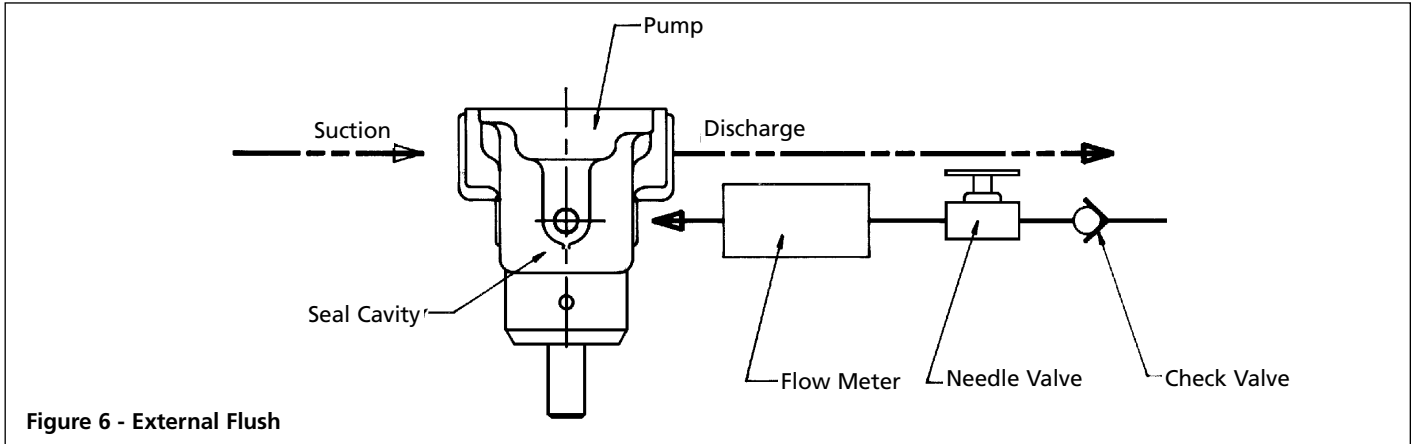 Pump
Suction
Discharge
Seal Cavity
Flow Meter
Needle Valve
Check Valve
Figure 6 - External Flush